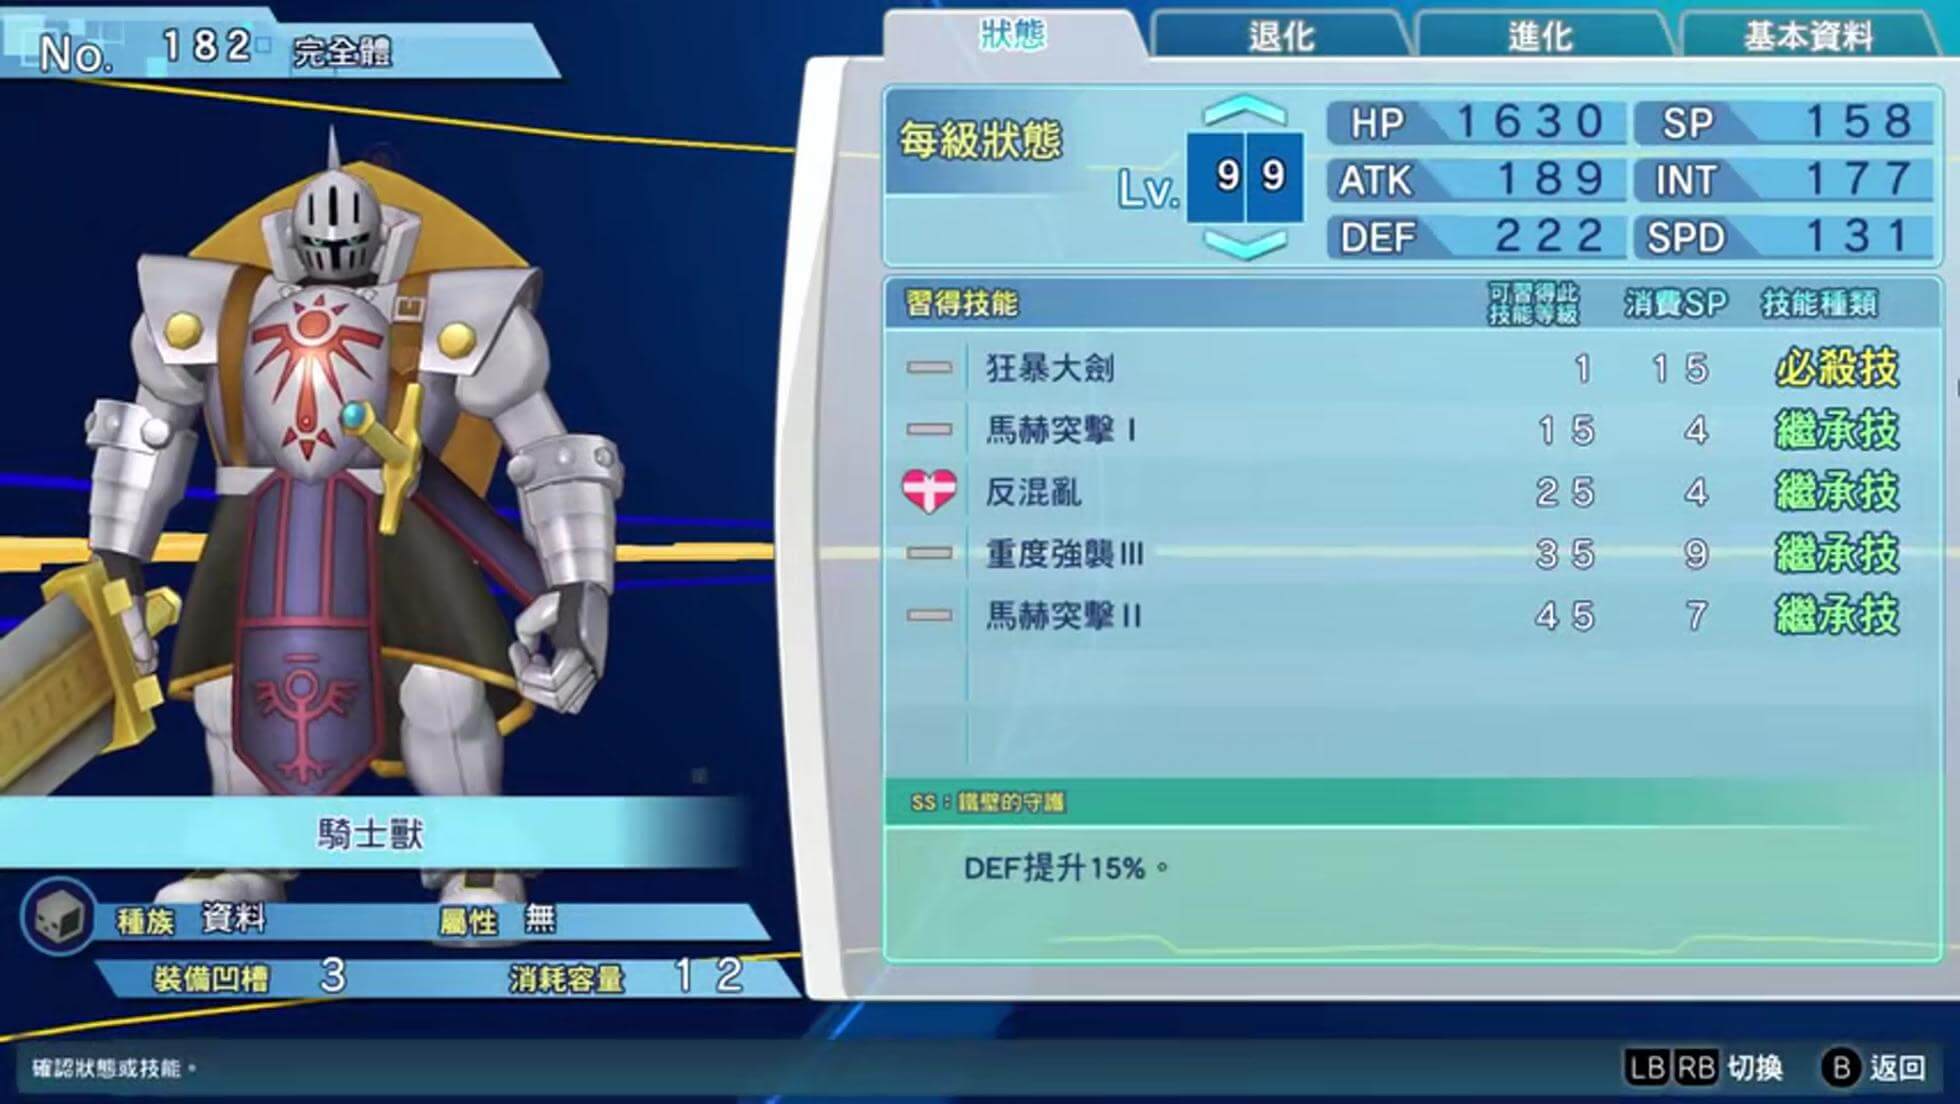 No. 182 完全體
狀態 退化 進化 基本資料
每級狀態
Lv. 99
HP 1630 SP 158
ATK 189 INT 177
DEF 222 SPD 131
習得技能 可習得此技能等級 消費SP 技能種類
狂暴大劍 1 15 必殺技
馬赫突擊 I 15 4 繼承技
反混亂 25 4 繼承技
重度強襲III 35 9 繼承技
馬赫突擊 II 45 7 繼承技
SS：鐵壁的守護
DEF提升15%。
騎士獸
種族 資料 屬性 無
裝備凹槽 3 消耗容量 12
確認狀態或技能。
LB RB 切換 B 返回